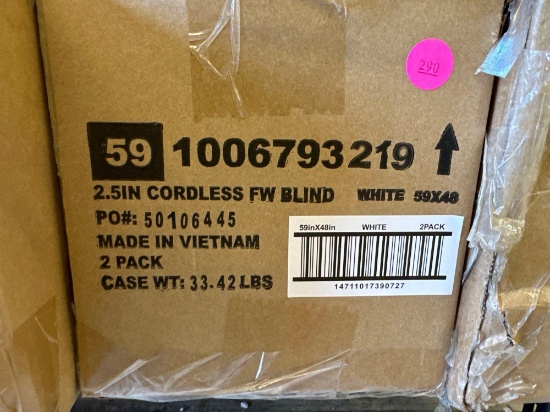 290
59 1006793219
2.5IN CORDLESS FW BLIND WHITE 59X48
PO#: 50106445
MADE IN VIETNAM
2 PACK
CASE WT: 33.42 LBS
59inX48in WHITE 2PACK
14711017390727